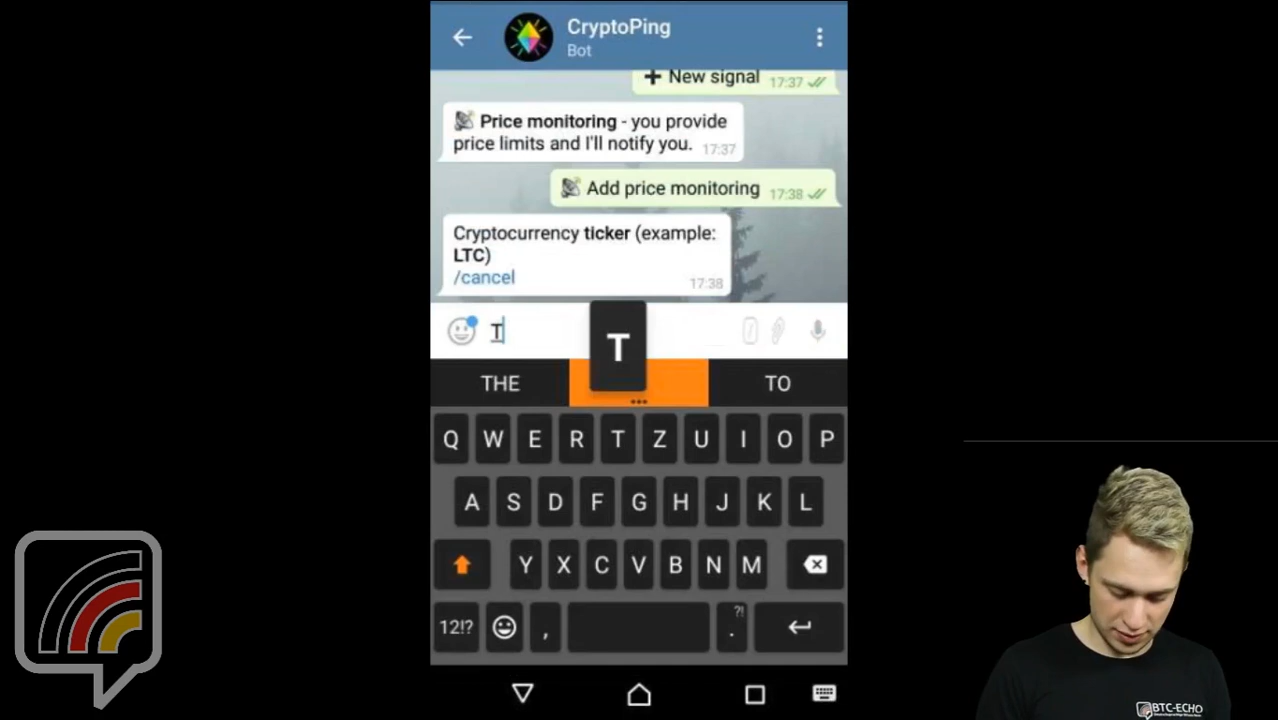 CryptoPing
Bot
+ New signal 17:37
Price monitoring - you provide
price limits and I'll notify you. 17:37
Add price monitoring 17:38
Cryptocurrency ticker (example:
LTC)
/cancel 17:38
T
T
THE TO
Q W E R T Z U I O P
A S D F G H J K L
Y X C V B N M
12!? , . ?!
BTC-ECHO